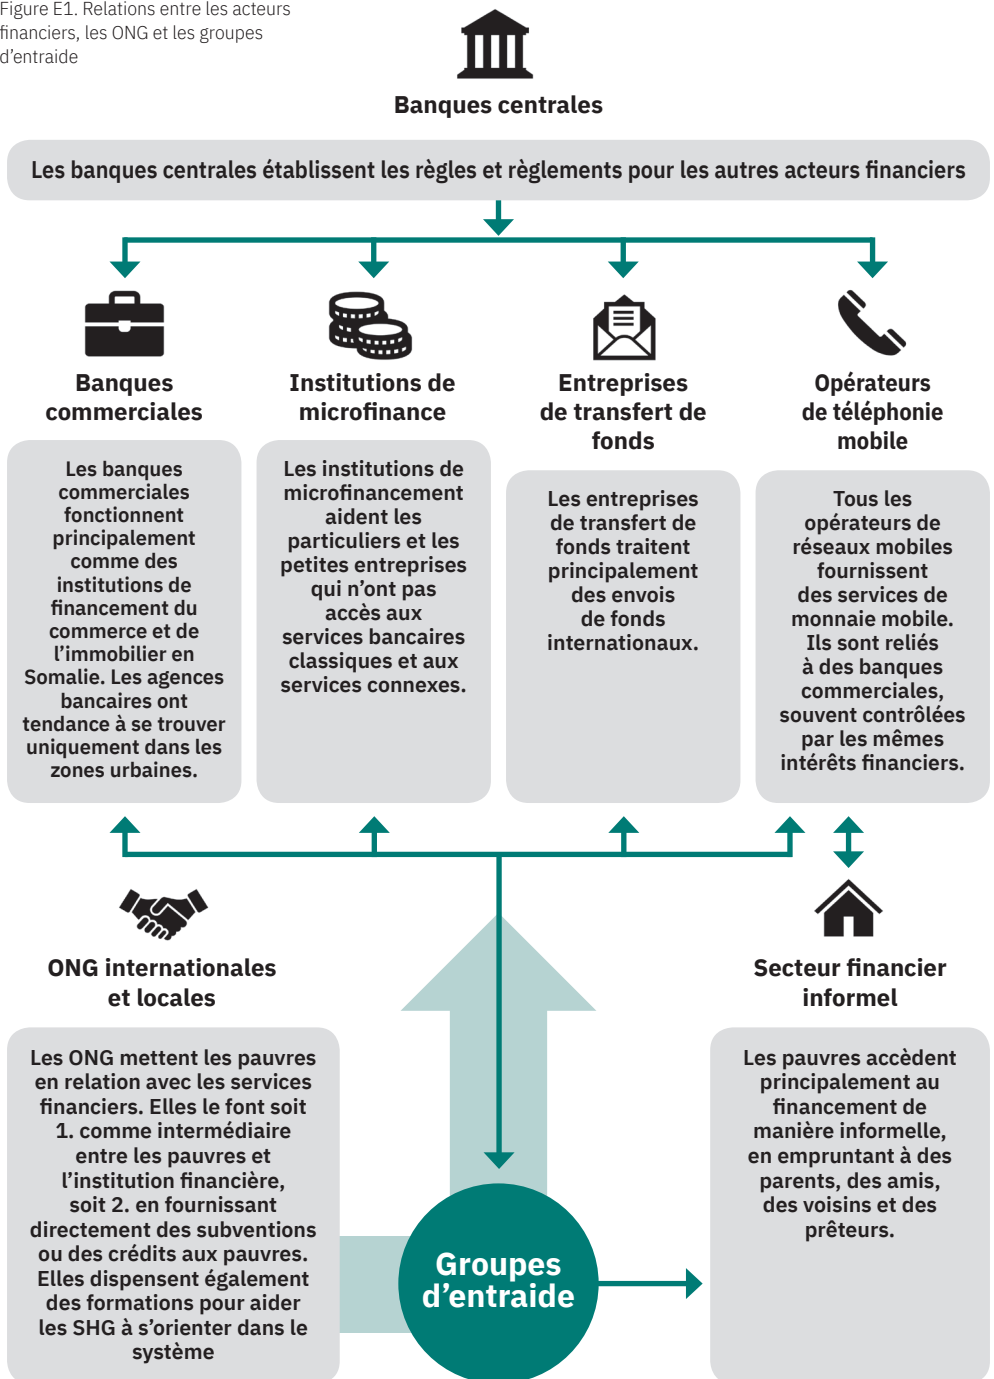 Figure E1. Relations entre les acteurs
financiers, les ONG et les groupes
d'entraide
Banques centrales
Les banques centrales établissent les règles et règlements pour les autres acteurs financiers
Banques
commerciales
Les banques
commerciales
fonctionnent
principalement
comme des
institutions de
financement du
commerce et de
l'immobilier en
Somalie. Les agences
bancaires ont
tendance à se trouver
uniquement dans les
zones urbaines.
Institutions de
microfinance
Les institutions de
microfinancement
aident les
particuliers et les
petites entreprises
qui n'ont pas
accès aux
services bancaires
classiques et aux
services connexes.
Entreprises
de transfert de
fonds
Les entreprises
de transfert de
fonds traitent
principalement
des envois
de fonds
internationaux.
Opérateurs
de téléphonie
mobile
Tous les
opérateurs de
réseaux mobiles
fournissent
des services de
monnaie mobile.
Ils sont reliés
à des banques
commerciales,
souvent contrôlées
par les mêmes
intérêts financiers.
ONG internationales
et locales
Les ONG mettent les pauvres
en relation avec les services
financiers. Elles le font soit
1. comme intermédiaire
entre les pauvres et
l'institution financière,
soit 2. en fournissant
directement des subventions
ou des crédits aux pauvres.
Elles dispensent également
des formations pour aider
les SHG à s'orienter dans le
système
Groupes
d'entraide
Secteur financier
informel
Les pauvres accèdent
principalement au
financement de
manière informelle,
en empruntant à des
parents, des amis,
des voisins et des
prêteurs.